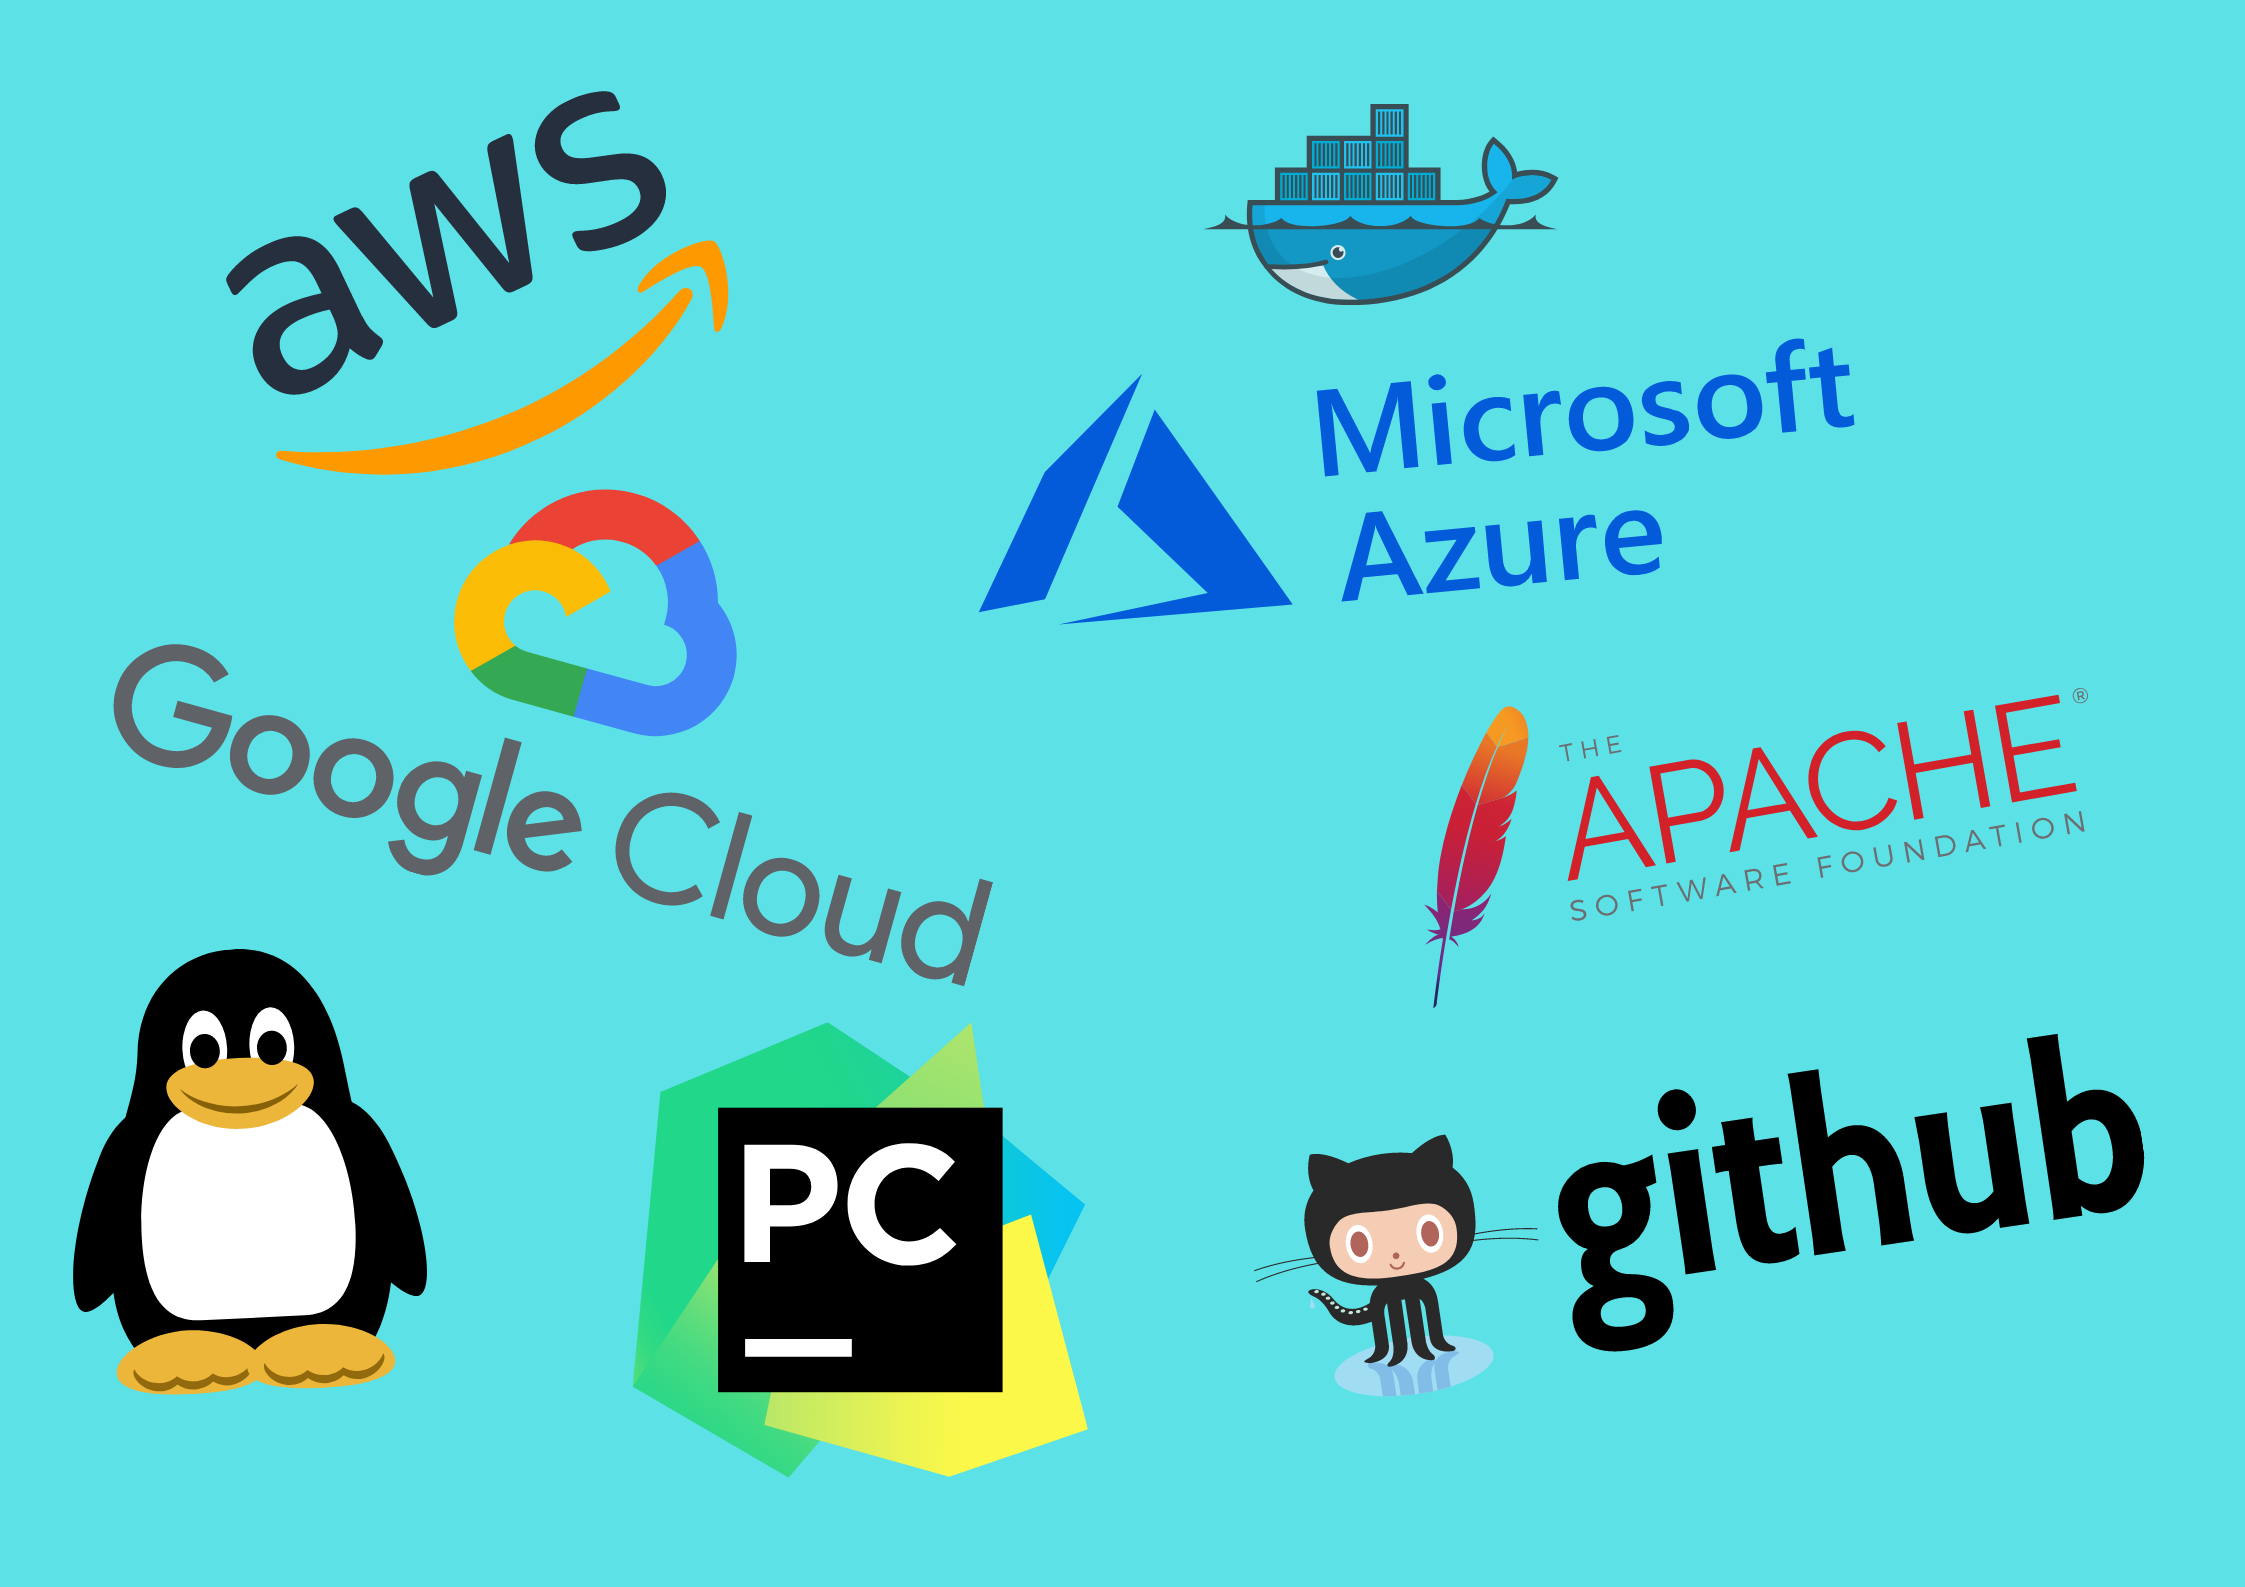 aws
Microsoft
Azure
Google Cloud
THE
APACHE®
SOFTWARE FOUNDATION
PC
github